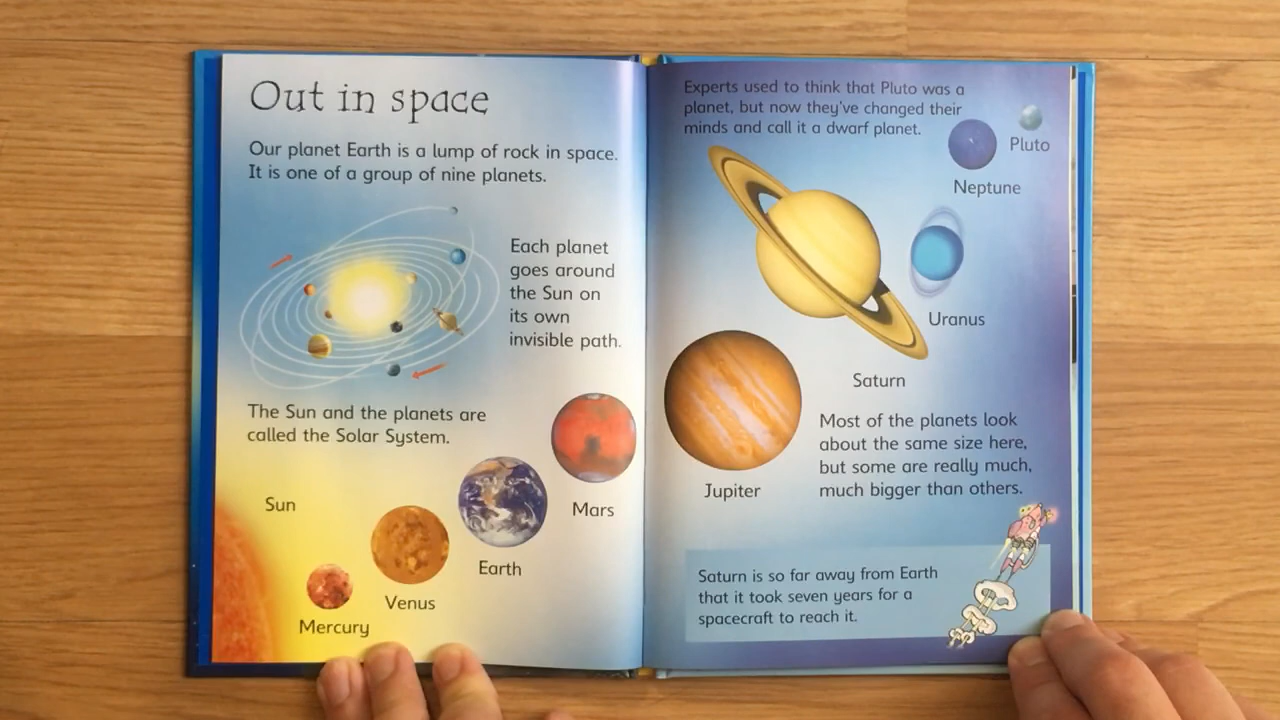 Out in space
Our planet Earth is a lump of rock in space.
It is one of a group of nine planets.
Each planet
goes around
the Sun on
its own
invisible path.
The Sun and the planets are
called the Solar System.
Sun
Mercury
Venus
Earth
Mars
Experts used to think that Pluto was a
planet, but now they've changed their
minds and call it a dwarf planet.
Pluto
Neptune
Uranus
Saturn
Jupiter
Most of the planets look
about the same size here,
but some are really much,
much bigger than others.
Saturn is so far away from Earth
that it took seven years for a
spacecraft to reach it.